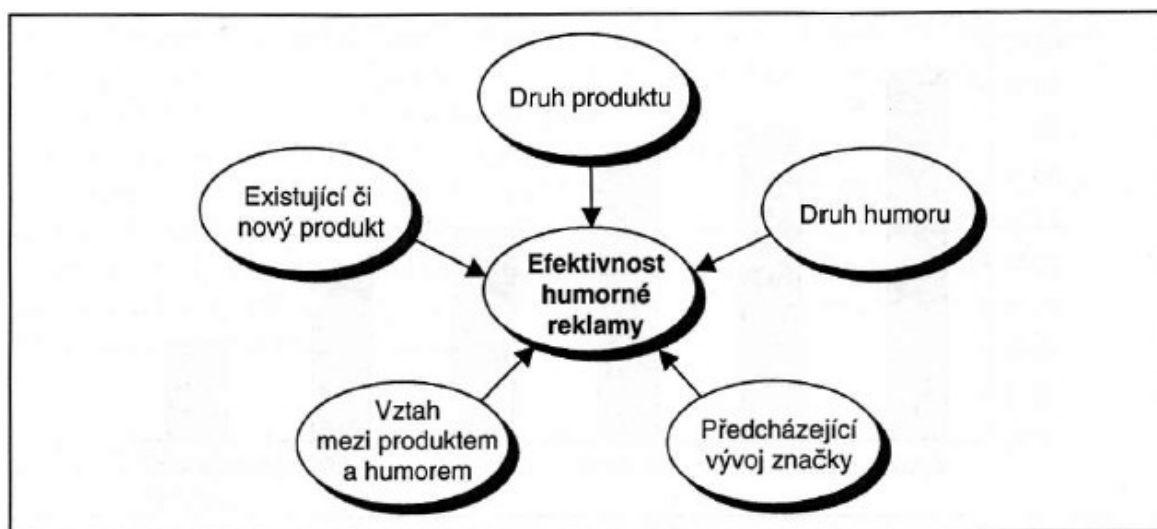 Druh produktu
Existující či
nový produkt
Druh humoru
Efektivnost
humorné
reklamy
Vztah
mezi produktem
a humorem
Předcházející
vývoj značky